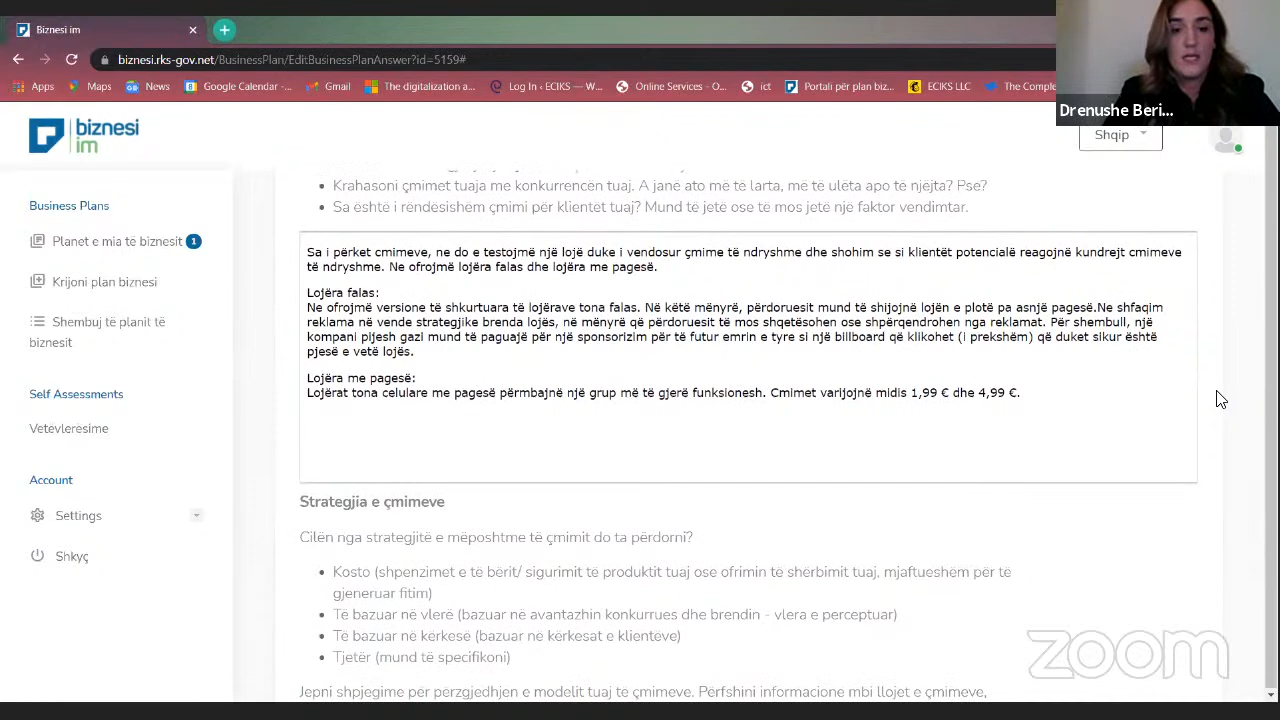 Biznesi im
biznesi.rks-gov.net/BusinessPlan/EditBusinessPlanAnswer?id=5159#
Apps
Maps
News
Google Calendar -...
Gmail
The digitalization a...
Log In ‹ ECIKS — W...
Online Services - O...
ict
Portali për plan biz...
ECIKS LLC
The Comple
Drenushe Beri...
biznesi
im
Shqip
Business Plans
Planet e mia të biznesit 1
Krijoni plan biznesi
Shembuj të planit të
biznesit
Self Assessments
Vetëvlerësime
Account
Settings
Shkyç
Krahasoni çmimet tuaja me konkurrencën tuaj. A janë ato më të larta, më të ulëta apo të njëjta? Pse?
Sa është i rëndësishëm çmimi për klientët tuaj? Mund të jetë ose të mos jetë një faktor vendimtar.
Sa i përket cmimeve, ne do e testojmë një lojë duke i vendosur çmime të ndryshme dhe shohim se si klientët potencialë reagojnë kundrejt cmimeve
të ndryshme. Ne ofrojmë lojëra falas dhe lojëra me pagesë.
Lojëra falas:
Ne ofrojmë versione të shkurtuara të lojërave tona falas. Në këtë mënyrë, përdoruesit mund të shijojnë lojën e plotë pa asnjë pagesë.Ne shfaqim
reklama në vende strategjike brenda lojës, në mënyrë që përdoruesit të mos shqetësohen ose shpërqendrohen nga reklamat. Për shembull, një
kompani pijesh gazi mund të paguajë për një sponsorizim për të futur emrin e tyre si një billboard që klikohet (i prekshëm) që duket sikur është
pjesë e vetë lojës.
Lojëra me pagesë:
Lojërat tona celulare me pagesë përmbajnë një grup më të gjerë funksionesh. Cmimet varijojnë midis 1,99 € dhe 4,99 €.
Strategjia e çmimeve
Cilën nga strategjitë e mëposhtme të çmimit do ta përdorni?
Kosto (shpenzimet e të bërit/ sigurimit të produktit tuaj ose ofrimin të shërbimit tuaj, mjaftueshëm për të
gjeneruar fitim)
Të bazuar në vlerë (bazuar në avantazhin konkurrues dhe brendin - vlera e perceptuar)
Të bazuar në kërkesë (bazuar në kërkesat e klientëve)
Tjetër (mund të specifikoni)
Jepni shpjegime për përzgjedhjen e modelit tuaj të çmimeve. Përfshini informacione mbi llojet e çmimeve,
zoom